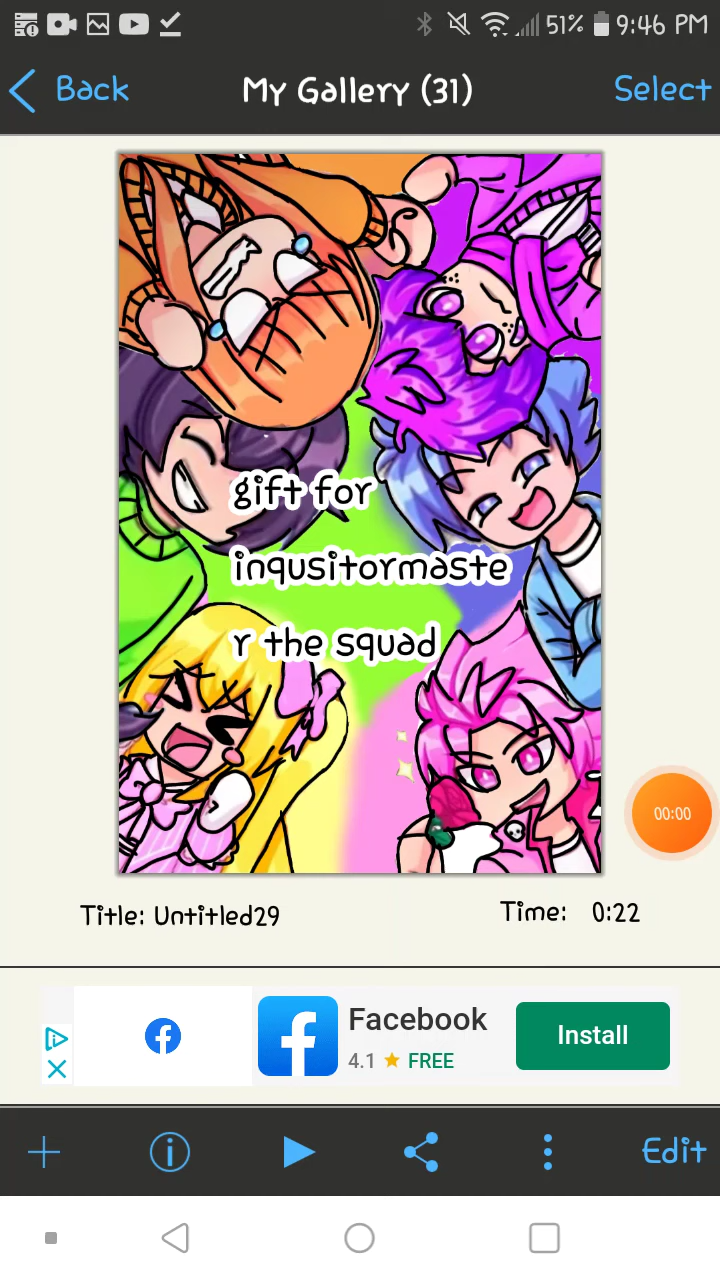 51% 9:46 PM
Back My Gallery (31) Select
gift for
inqusitormaste
r the squad
00:00
Title: Untitled29 Time: 0:22
Facebook
4.1 FREE
Install
Edit